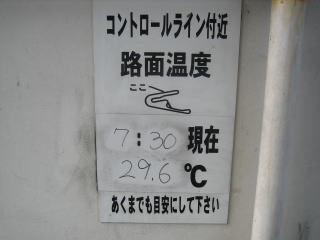 コントロールライン付近
路面温度
ここ
7:30 現在
29.6 ℃
あくまでも目安にして下さい